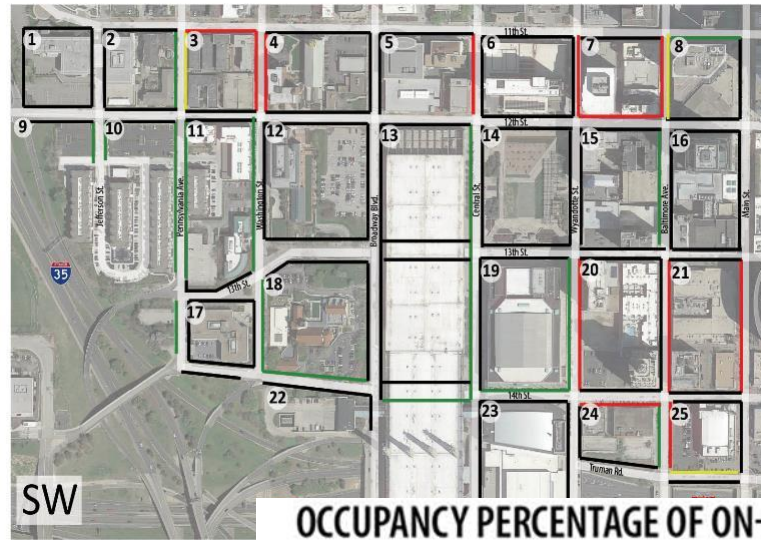 11th St.
1
2
3
4
5
6
7
8
12th St.
9
10
11
12
13
14
15
16
Jefferson St.
Pennsylvania Ave.
Washington St.
Broadway Blvd.
Central St.
Wyandotte St.
Baltimore Ave.
Main St.
35
13th St.
13th St.
17
18
19
20
21
14th St.
22
23
24
25
Truman Rd.
SW
OCCUPANCY PERCENTAGE OF ON-